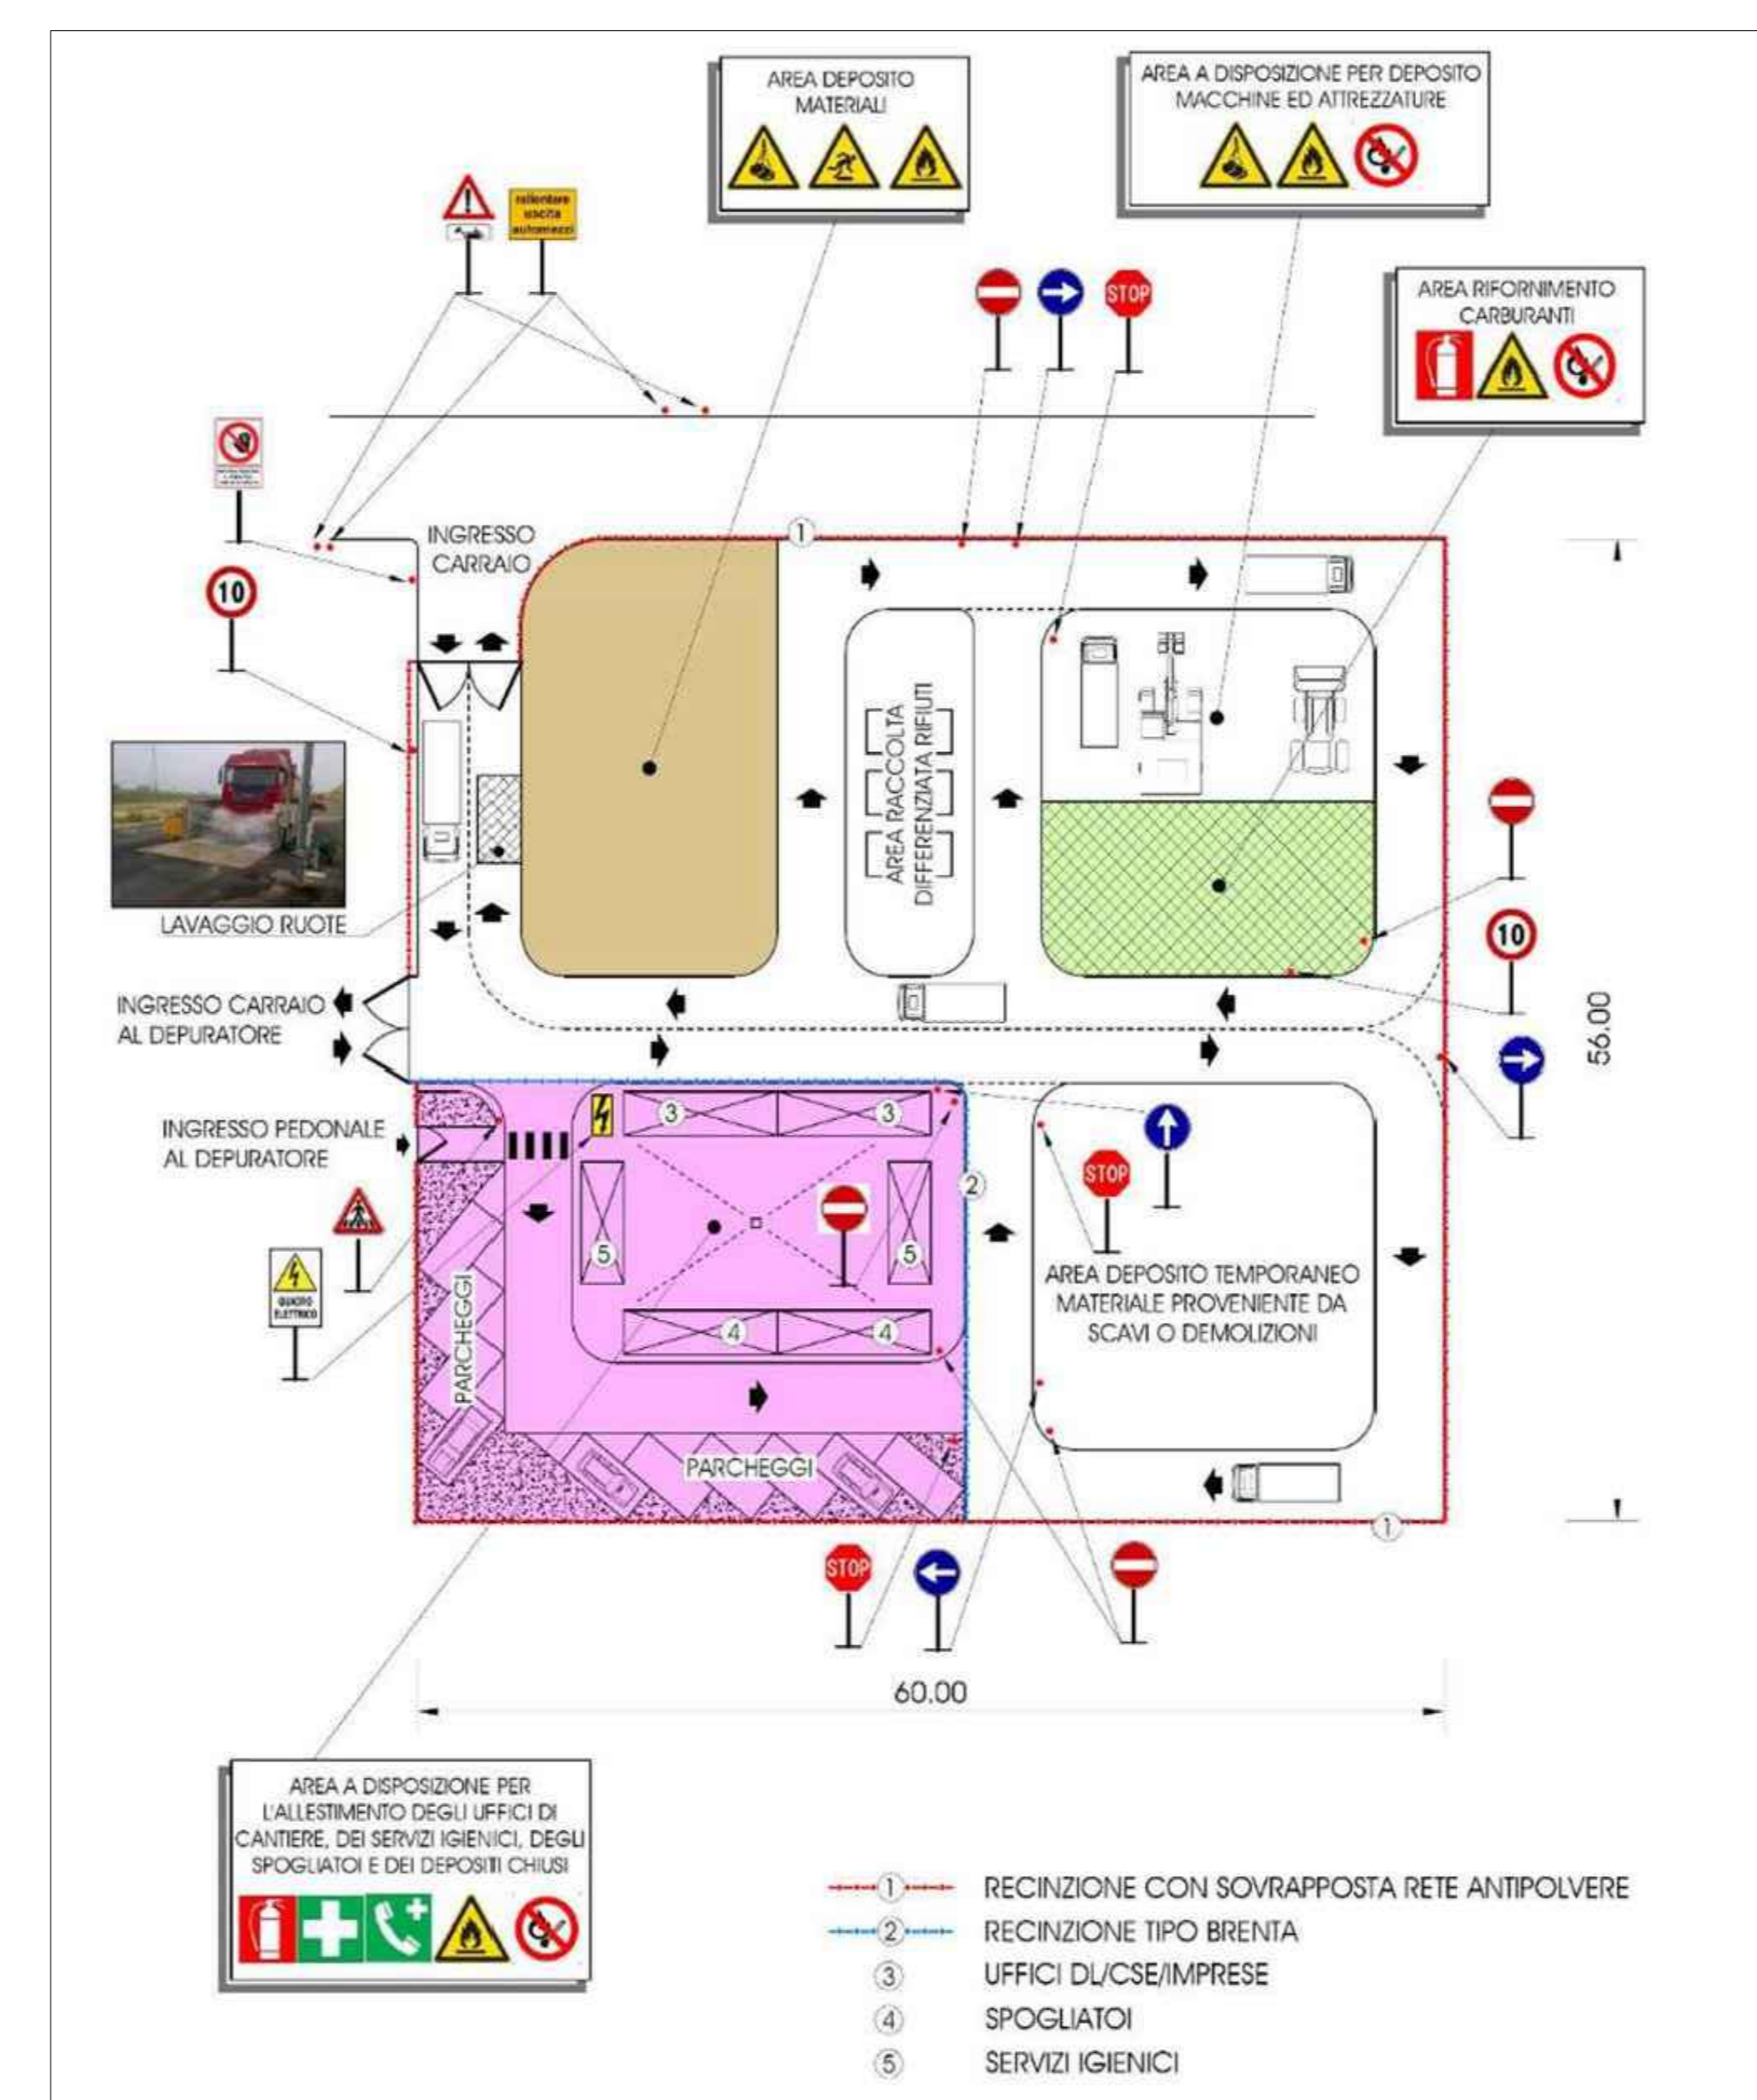 AREA DEPOSITO
MATERIALI
AREA A DISPOSIZIONE PER DEPOSITO
MACCHINE ED ATTREZZATURE
rallentare
uscita
automezzi
STOP
AREA RIFORNIMENTO
CARBURANTI
INGRESSO
CARRAIO
1
10
AREA RACCOLTA
DIFFERENZIATA RIFIUTI
LAVAGGIO RUOTE
10
INGRESSO CARRAIO
AL DEPURATORE
56.00
INGRESSO PEDONALE
AL DEPURATORE
3
3
2
STOP
5
5
QUADRO
ELETTRICO
AREA DEPOSITO TEMPORANEO
MATERIALE PROVENIENTE DA
SCAVI O DEMOLIZIONI
4
4
PARCHEGGI
PARCHEGGI
1
STOP
60.00
AREA A DISPOSIZIONE PER
L'ALLESTIMENTO DEGLI UFFICI DI
CANTIERE, DEI SERVIZI IGIENICI, DEGLI
SPOGLIATOI E DEI DEPOSITI CHIUSI
1 RECINZIONE CON SOVRAPPOSTA RETE ANTIPOLVERE
2 RECINZIONE TIPO BRENTA
3 UFFICI DL/CSE/IMPRESE
4 SPOGLIATOI
5 SERVIZI IGIENICI